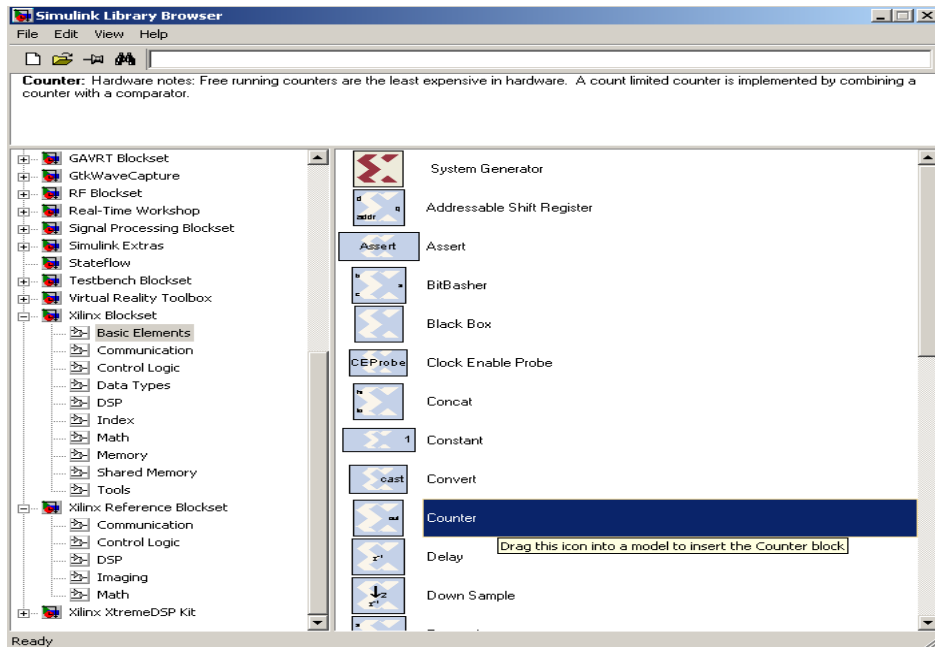 Simulink Library Browser
File Edit View Help
Counter: Hardware notes: Free running counters are the least expensive in hardware. A count limited counter is implemented by combining a
counter with a comparator.
GAVRT Blockset
GtkWaveCapture
RF Blockset
Real-Time Workshop
Signal Processing Blockset
Simulink Extras
Stateflow
Testbench Blockset
Virtual Reality Toolbox
Xilinx Blockset
Basic Elements
Communication
Control Logic
Data Types
DSP
Index
Math
Memory
Shared Memory
Tools
Xilinx Reference Blockset
Communication
Control Logic
DSP
Imaging
Math
Xilinx XtremeDSP Kit
System Generator
d
q
addr
Addressable Shift Register
Assert
Assert
BitBasher
Black Box
CEProbe
Clock Enable Probe
hi
lo
Concat
1
Constant
cast
Convert
out
Counter
Drag this icon into a model to insert the Counter block
Delay
Down Sample
Ready